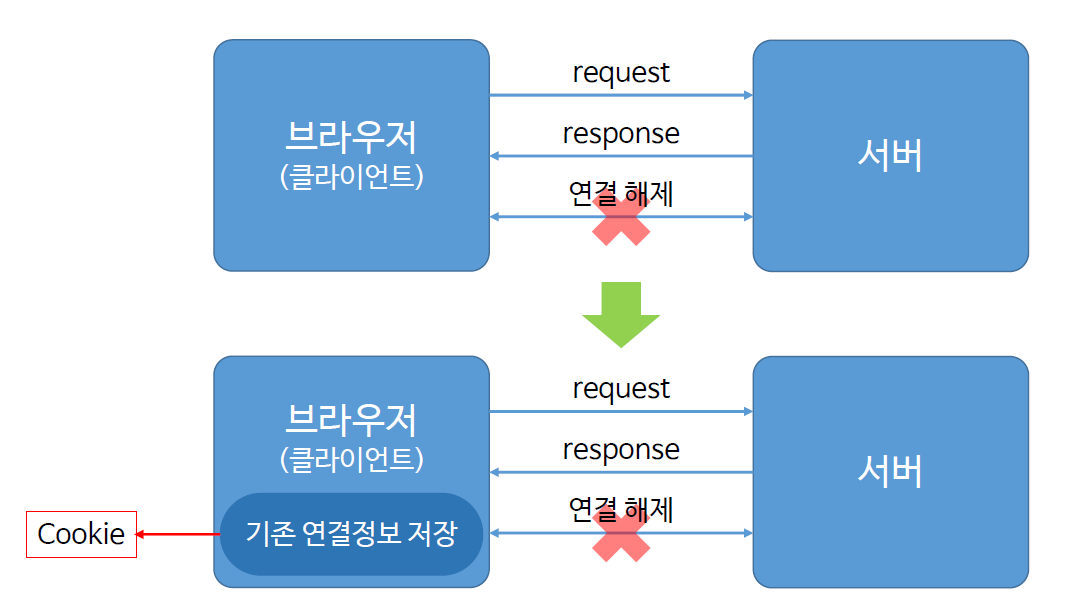 request
브라우저
(클라이언트)
response
서버
연결 해제
request
브라우저
(클라이언트)
response
서버
연결 해제
기존 연결정보 저장
Cookie